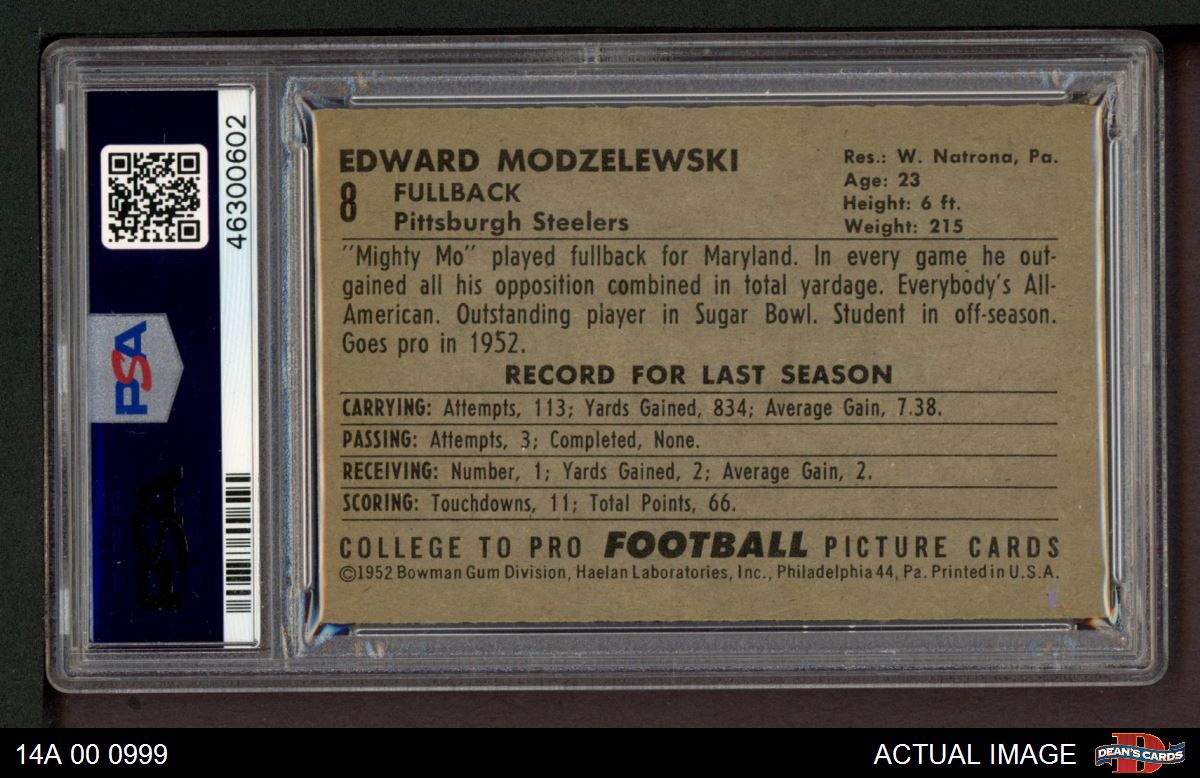 46300602
PSA
PSA
EDWARD MODZELEWSKI
8 FULLBACK
Pittsburgh Steelers
Res.: W. Natrona, Pa.
Age: 23
Height: 6 ft.
Weight: 215
"Mighty Mo" played fullback for Maryland. In every game he out-
gained all his opposition combined in total yardage. Everybody's All-
American. Outstanding player in Sugar Bowl. Student in off-season.
Goes pro in 1952.
RECORD FOR LAST SEASON
CARRYING: Attempts, 113; Yards Gained, 834; Average Gain, 7.38.
PASSING: Attempts, 3; Completed, None.
RECEIVING: Number, 1; Yards Gained, 2; Average Gain, 2.
SCORING: Touchdowns, 11; Total Points, 66.
COLLEGE TO PRO FOOTBALL PICTURE CARDS
©1952 Bowman Gum Division, Haelan Laboratories, Inc., Philadelphia 44, Pa. Printed in U.S.A.
14A 00 0999
ACTUAL IMAGE
DEAN'S CARDS